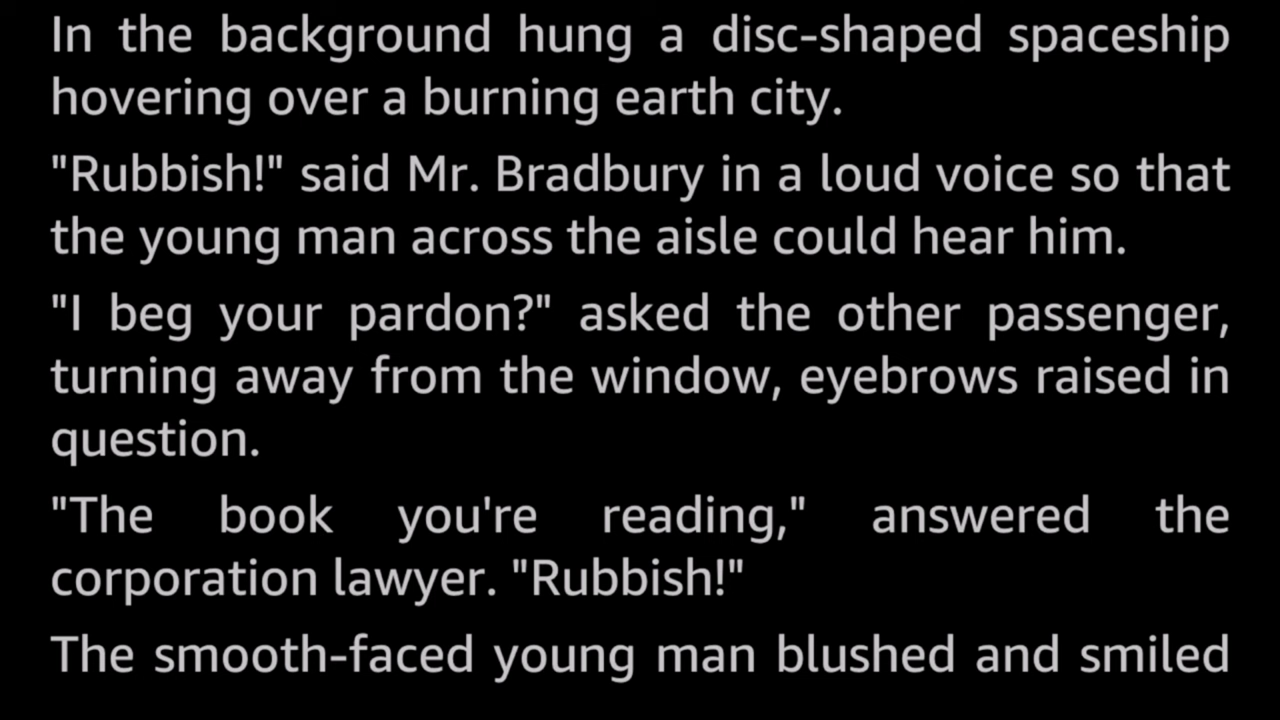 In the background hung a disc-shaped spaceship
hovering over a burning earth city.
"Rubbish!" said Mr. Bradbury in a loud voice so that
the young man across the aisle could hear him.
"I beg your pardon?" asked the other passenger,
turning away from the window, eyebrows raised in
question.
"The book you're reading," answered the
corporation lawyer. "Rubbish!"
The smooth-faced young man blushed and smiled